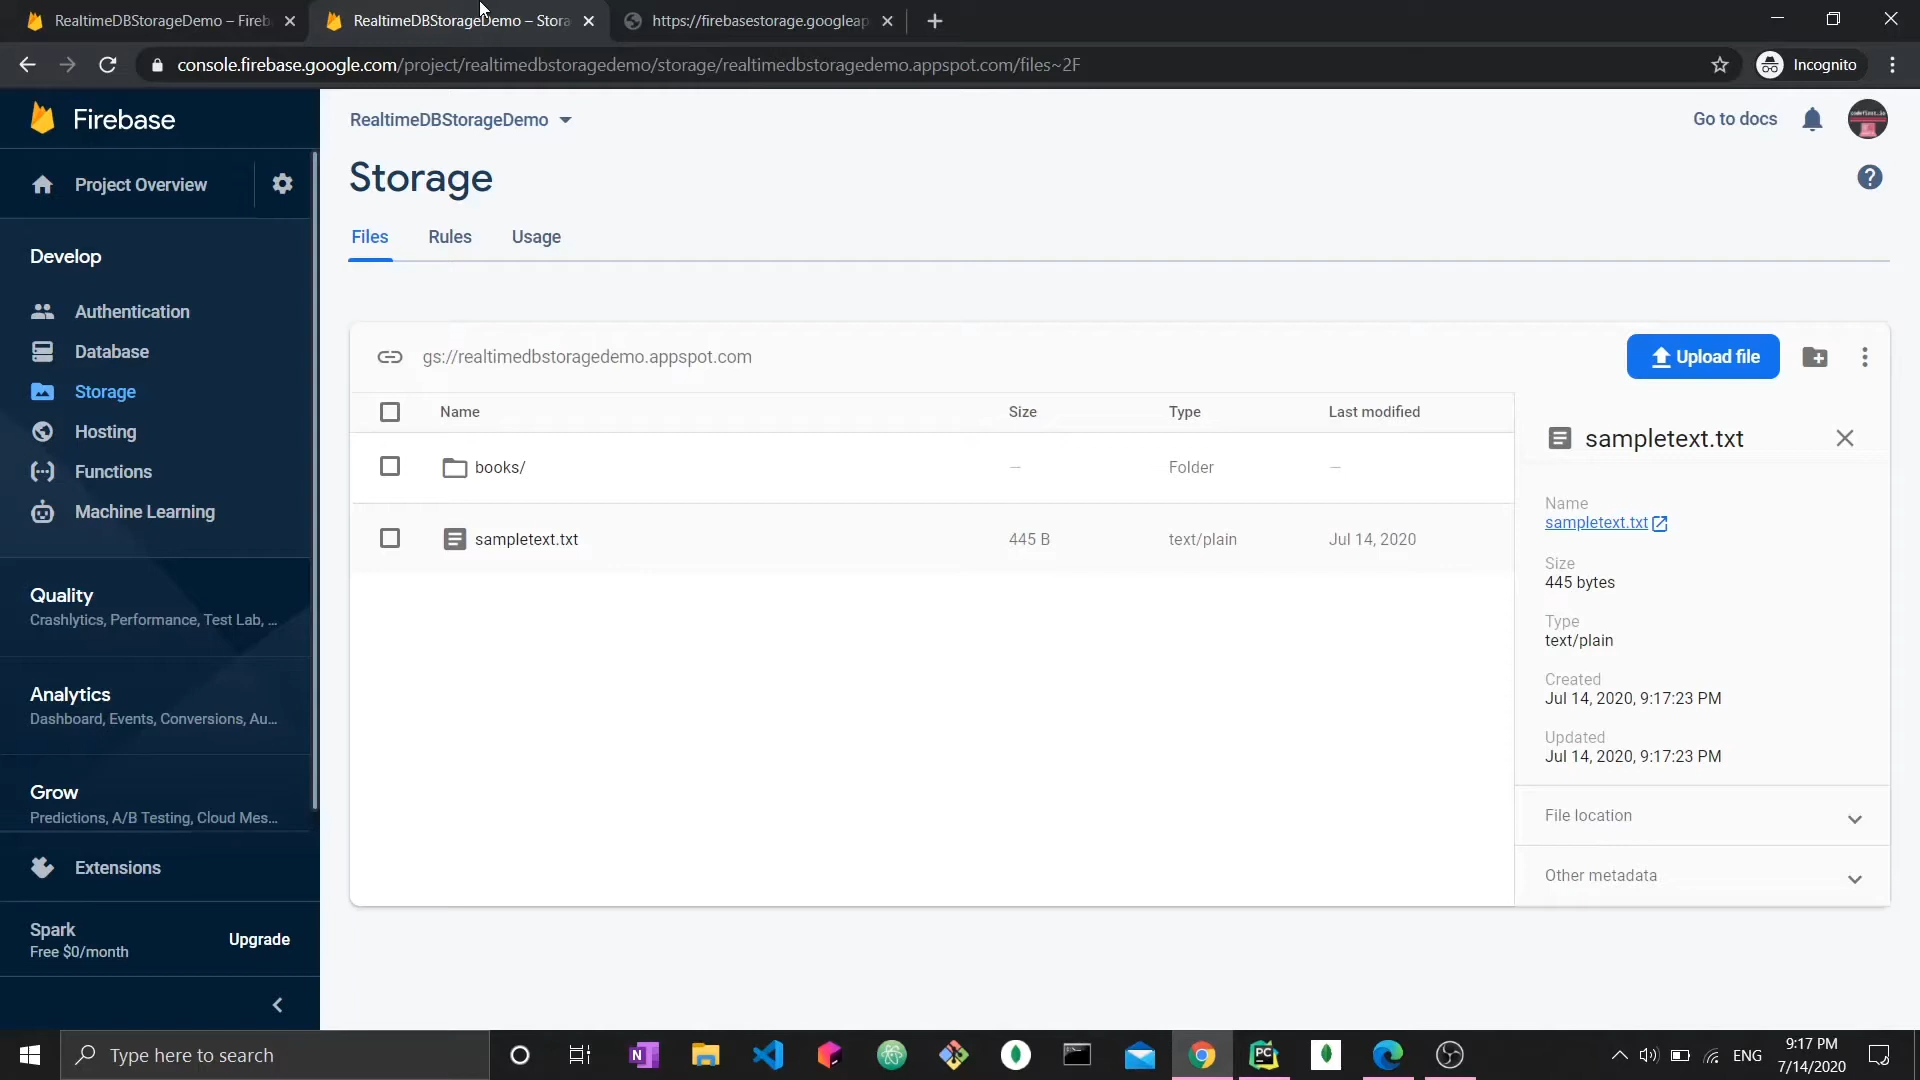 RealtimeDBStorageDemo – Fireb
RealtimeDBStorageDemo – Stora
https://firebasestorage.googleap
console.firebase.google.com/project/realtimedbstoragedemo/storage/realtimedbstoragedemo.appspot.com/files~2F
Incognito
Firebase
Project Overview
Develop
Authentication
Database
Storage
Hosting
Functions
Machine Learning
Quality
Crashlytics, Performance, Test Lab, ...
Analytics
Dashboard, Events, Conversions, Au...
Grow
Predictions, A/B Testing, Cloud Mes...
Extensions
Spark
Free $0/month
Upgrade
RealtimeDBStorageDemo
Go to docs
Storage
Files Rules Usage
gs://realtimedbstoragedemo.appspot.com
Upload file
Name Size Type Last modified
books/ — Folder —
sampletext.txt 445 B text/plain Jul 14, 2020
sampletext.txt
Name
sampletext.txt
Size
445 bytes
Type
text/plain
Created
Jul 14, 2020, 9:17:23 PM
Updated
Jul 14, 2020, 9:17:23 PM
File location
Other metadata
Type here to search
ENG
9:17 PM
7/14/2020